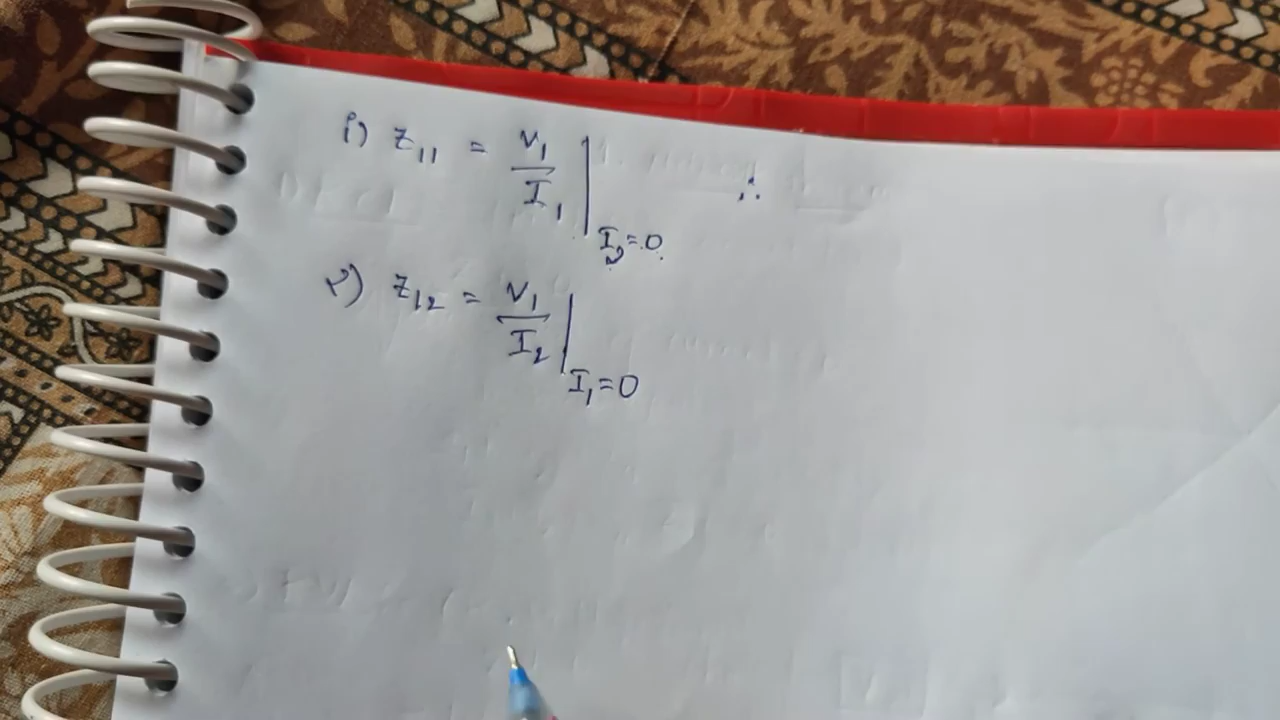 i) Z11 = V1/I1 | I2=0
2) Z12 = V1/I2 | I1=0